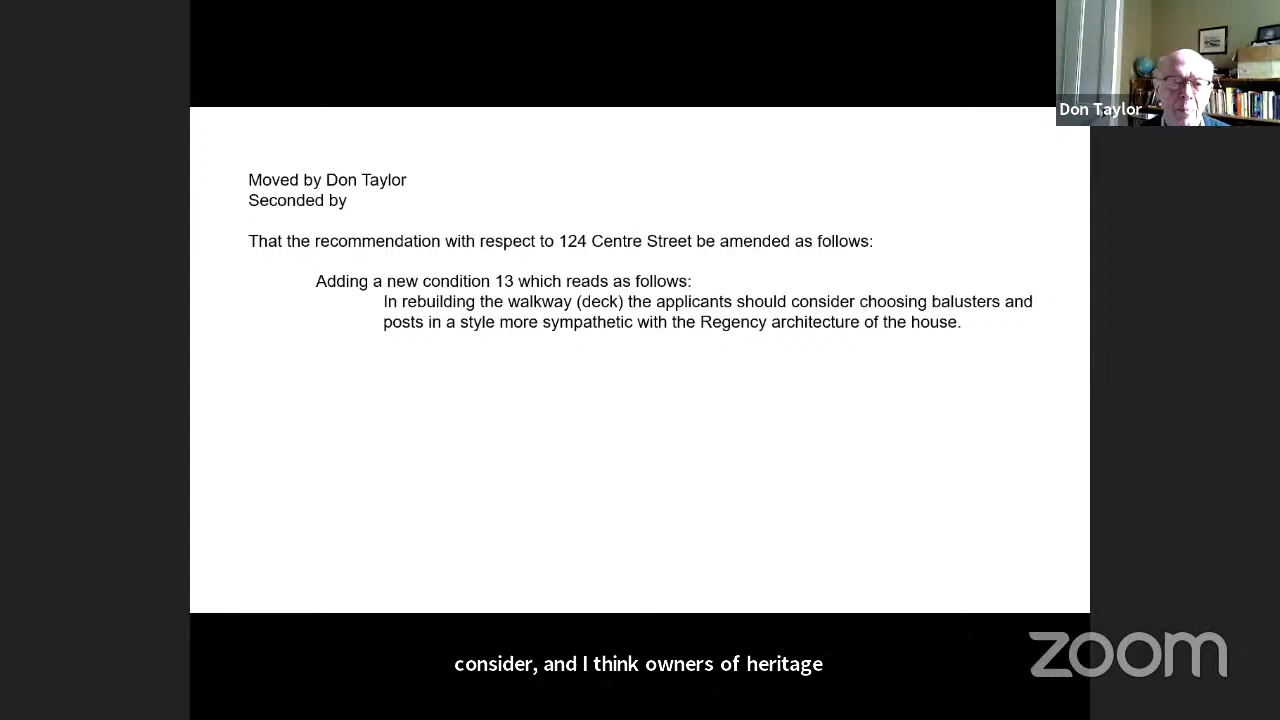 Don Taylor
Moved by Don Taylor
Seconded by
That the recommendation with respect to 124 Centre Street be amended as follows:
Adding a new condition 13 which reads as follows:
In rebuilding the walkway (deck) the applicants should consider choosing balusters and
posts in a style more sympathetic with the Regency architecture of the house.
consider, and I think owners of heritage
zoom